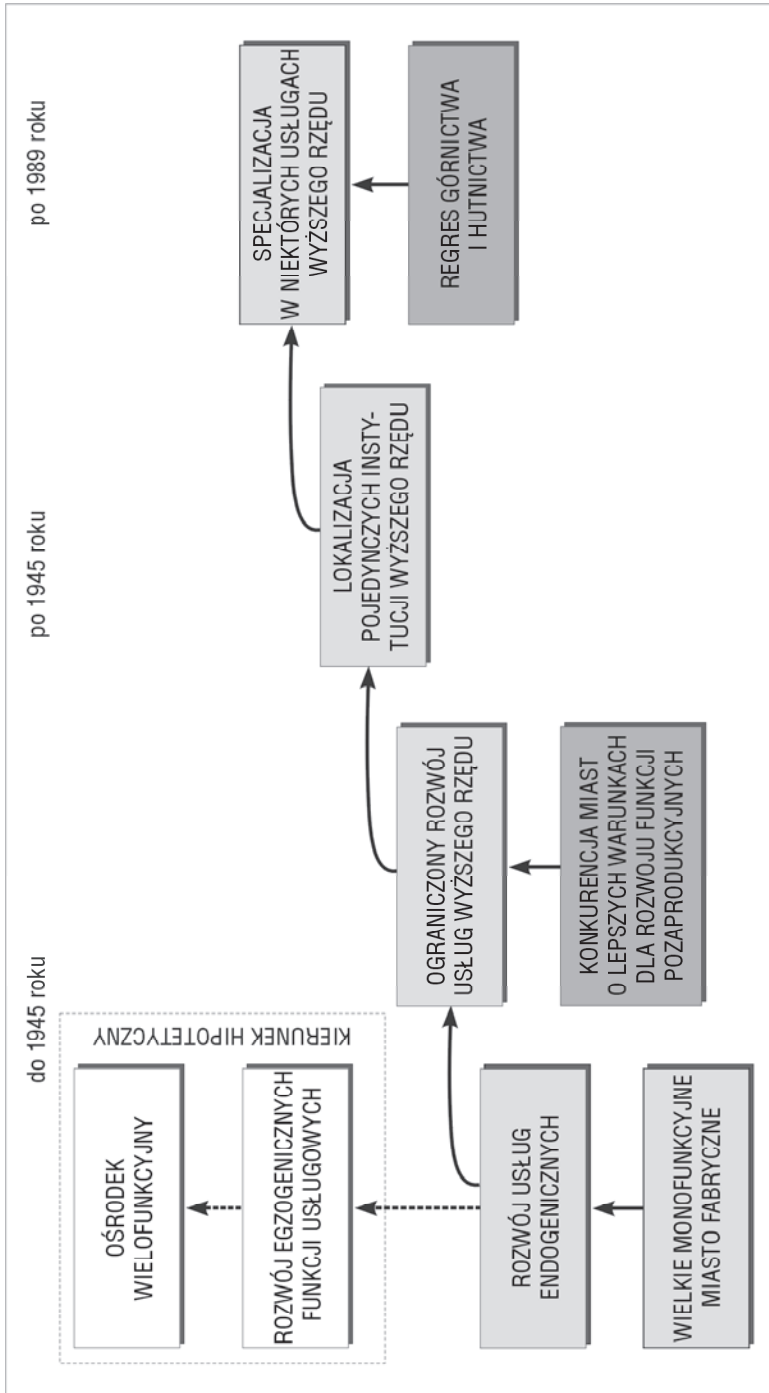 do 1945 roku
po 1945 roku
po 1989 roku
OŚRODEK
WIELOFUNKCYJNY
ROZWÓJ EGZOGENICZNYCH
FUNKCJI USŁUGOWYCH
KIERUNEK HIPOTETYCZNY
ROZWÓJ USŁUG
ENDOGENICZNYCH
WIELKIE MONOFUNKCYJNE
MIASTO FABRYCZNE
OGRANICZONY ROZWÓJ
USŁUG WYŻSZEGO RZĘDU
KONKURENCJA MIAST
O LEPSZYCH WARUNKACH
DLA ROZWOJU FUNKCJI
POZAPRODUKCYJNYCH
LOKALIZACJA
POJEDYNCZYCH INSTY-
TUCJI WYŻSZEGO RZĘDU
SPECJALIZACJA
W NIEKTÓRYCH USŁUGACH
WYŻSZEGO RZĘDU
REGRES GÓRNICTWA
I HUTNICTWA